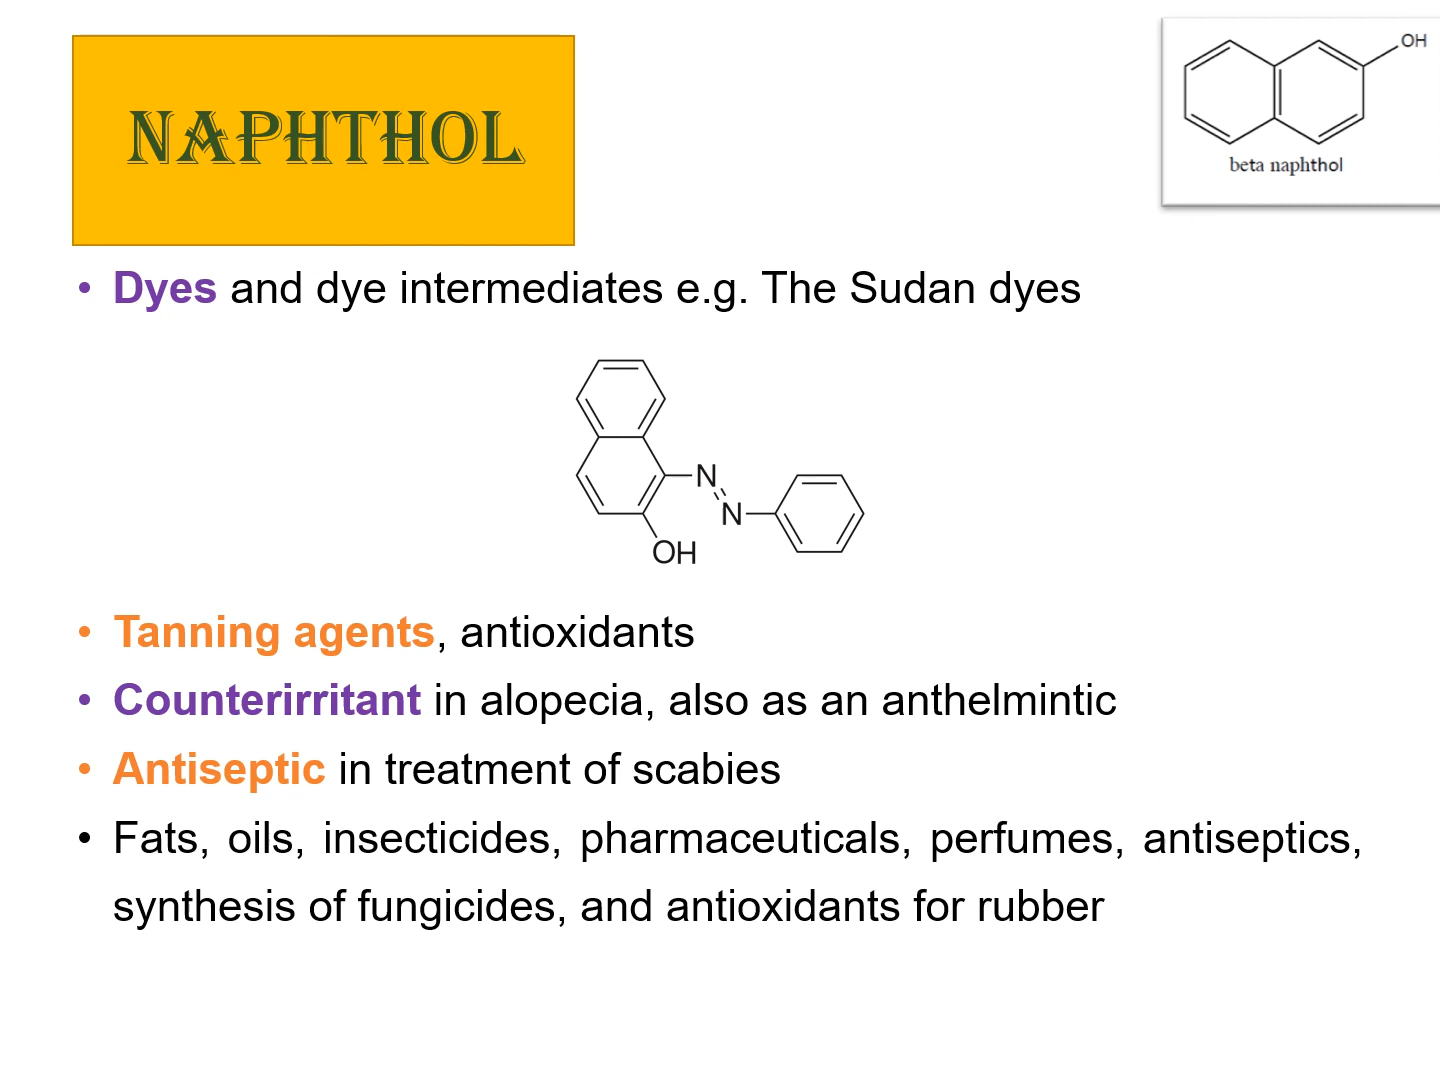 NAPHTHOL
OH
beta naphthol
• Dyes and dye intermediates e.g. The Sudan dyes
N
N
OH
• Tanning agents, antioxidants
• Counterirritant in alopecia, also as an anthelmintic
• Antiseptic in treatment of scabies
• Fats, oils, insecticides, pharmaceuticals, perfumes, antiseptics,
synthesis of fungicides, and antioxidants for rubber